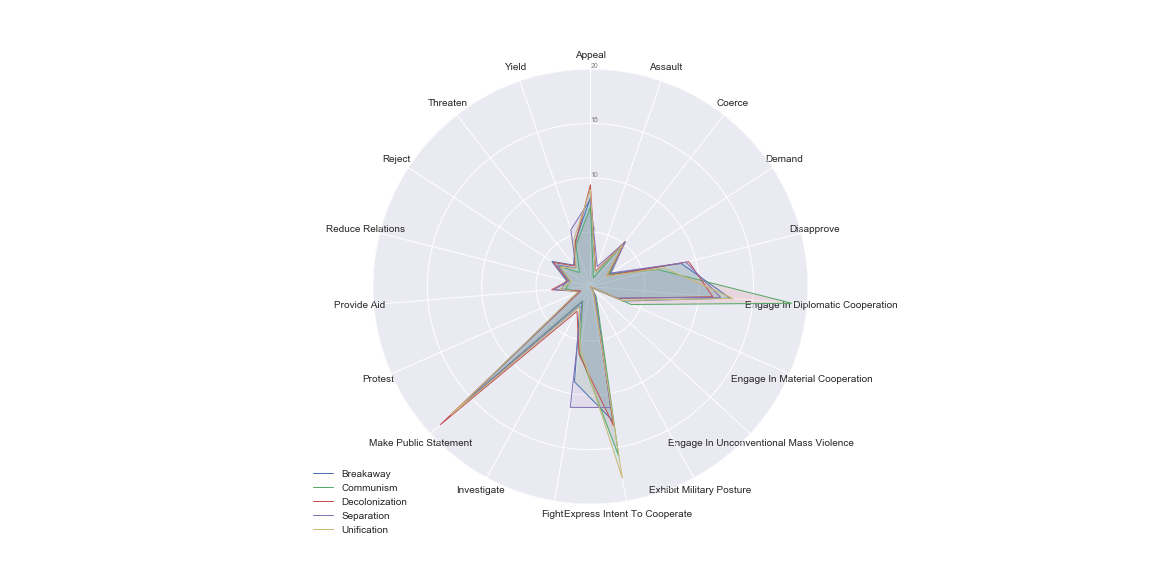 Appeal
Yield
Assault
20
Threaten
Coerce
15
Reject
Demand
10
Reduce Relations
Disapprove
Provide Aid
Engage In Diplomatic Cooperation
Protest
Engage In Material Cooperation
Make Public Statement
Engage In Unconventional Mass Violence
Investigate
Exhibit Military Posture
Fight
Express Intent To Cooperate
Breakaway
Communism
Decolonization
Separation
Unification